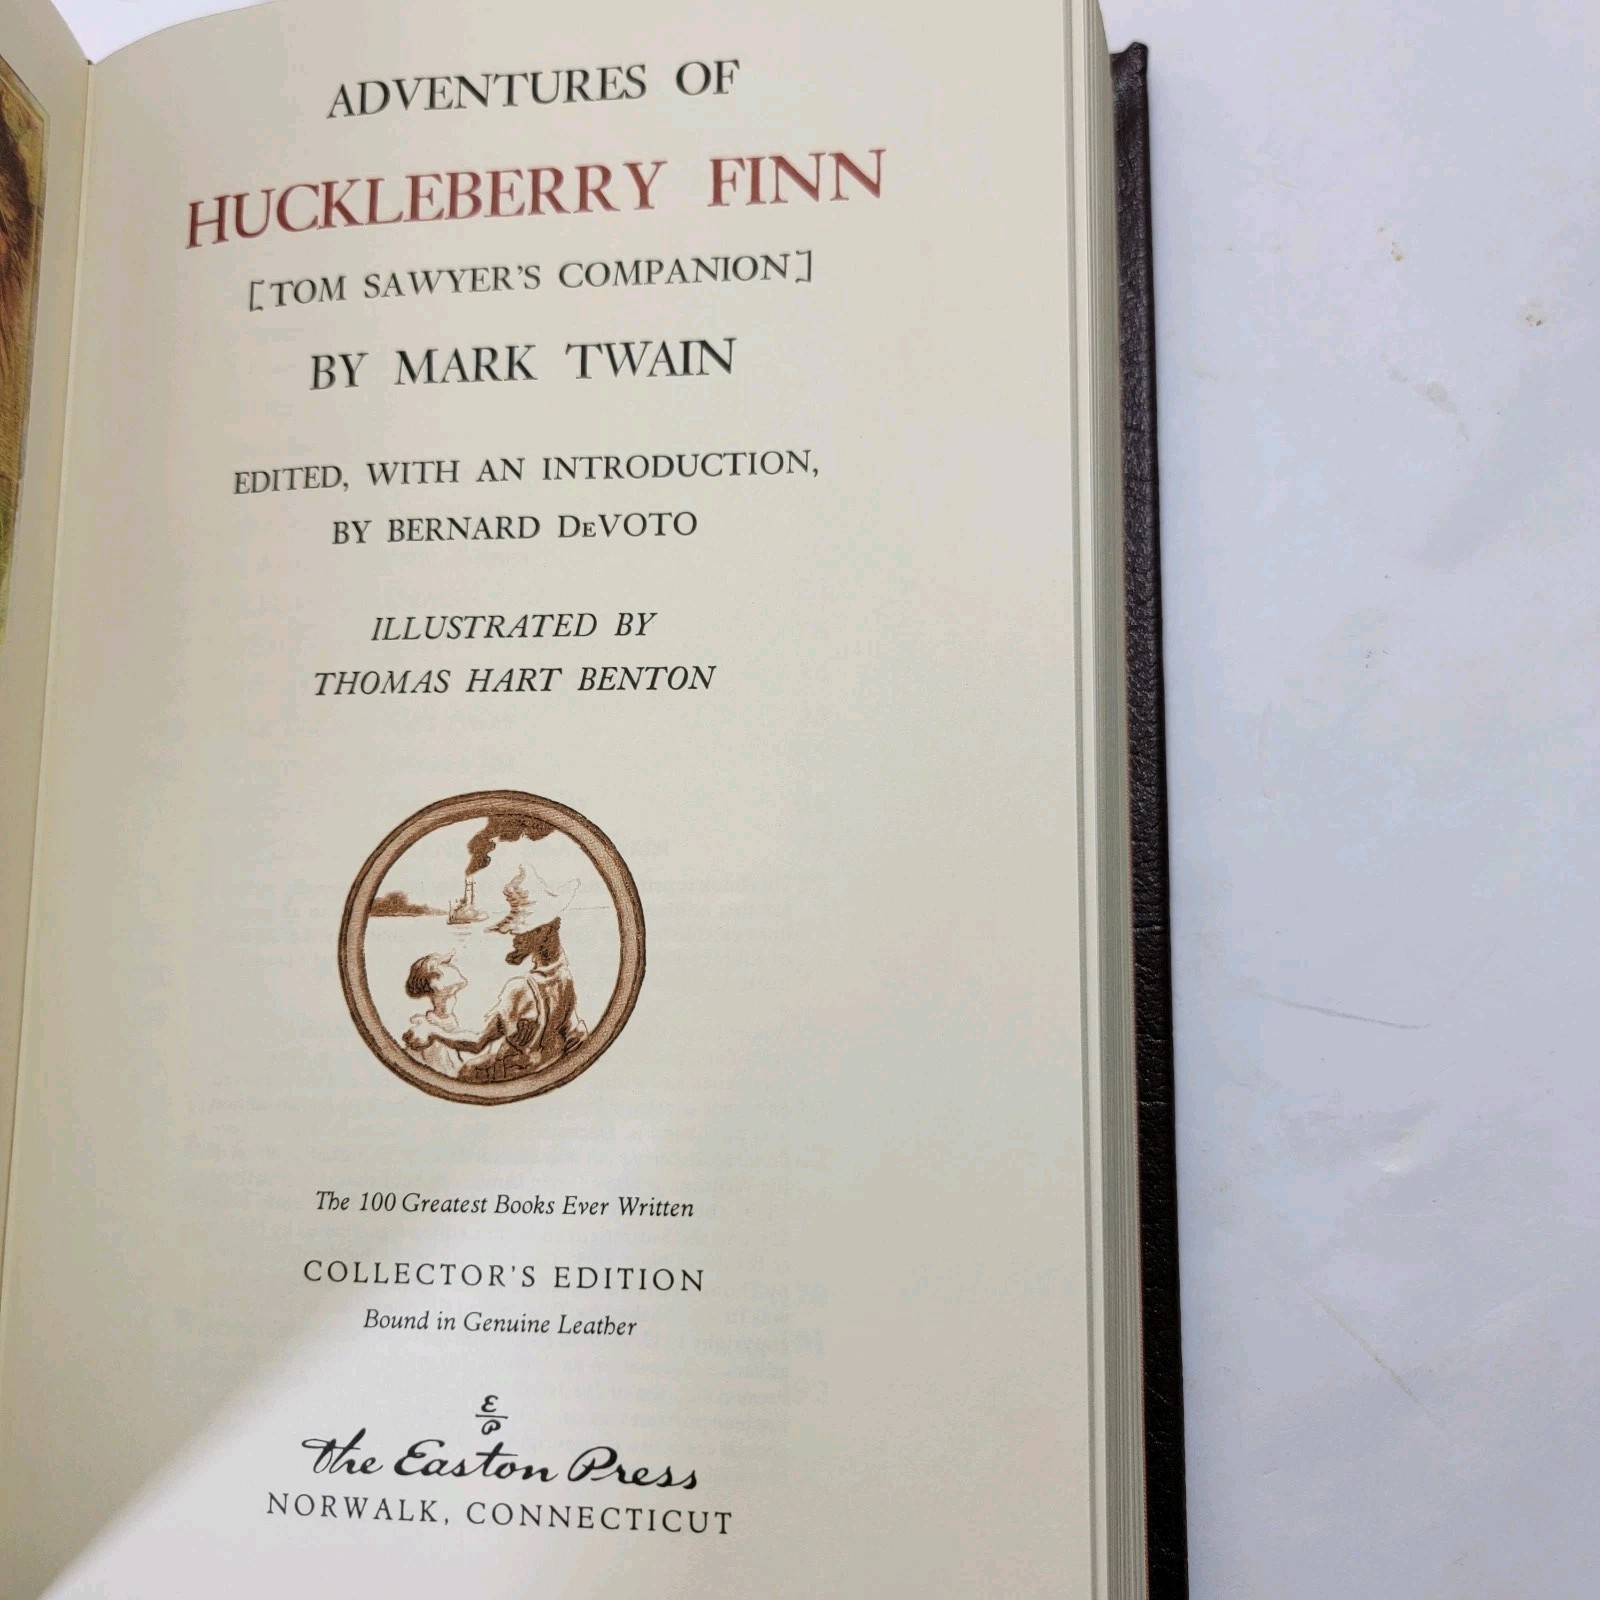 ADVENTURES OF
HUCKLEBERRY FINN
[TOM SAWYER'S COMPANION]
BY MARK TWAIN
EDITED, WITH AN INTRODUCTION,
BY BERNARD DeVOTO
ILLUSTRATED BY
THOMAS HART BENTON
The 100 Greatest Books Ever Written
COLLECTOR'S EDITION
Bound in Genuine Leather
E
P
The Easton Press
NORWALK, CONNECTICUT